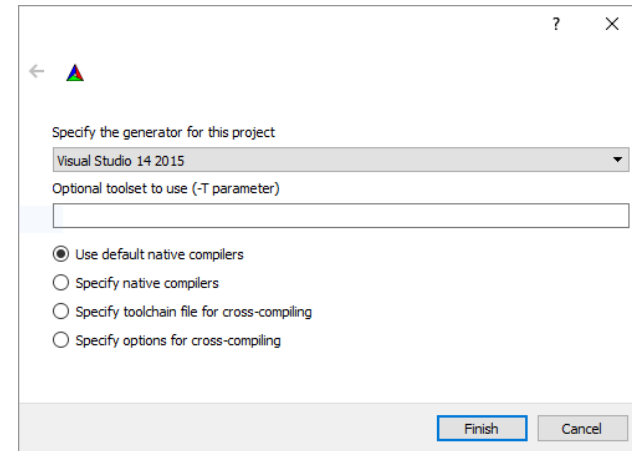 ?
Specify the generator for this project
Visual Studio 14 2015
Optional toolset to use (-T parameter)
Use default native compilers
Specify native compilers
Specify toolchain file for cross-compiling
Specify options for cross-compiling
Finish Cancel